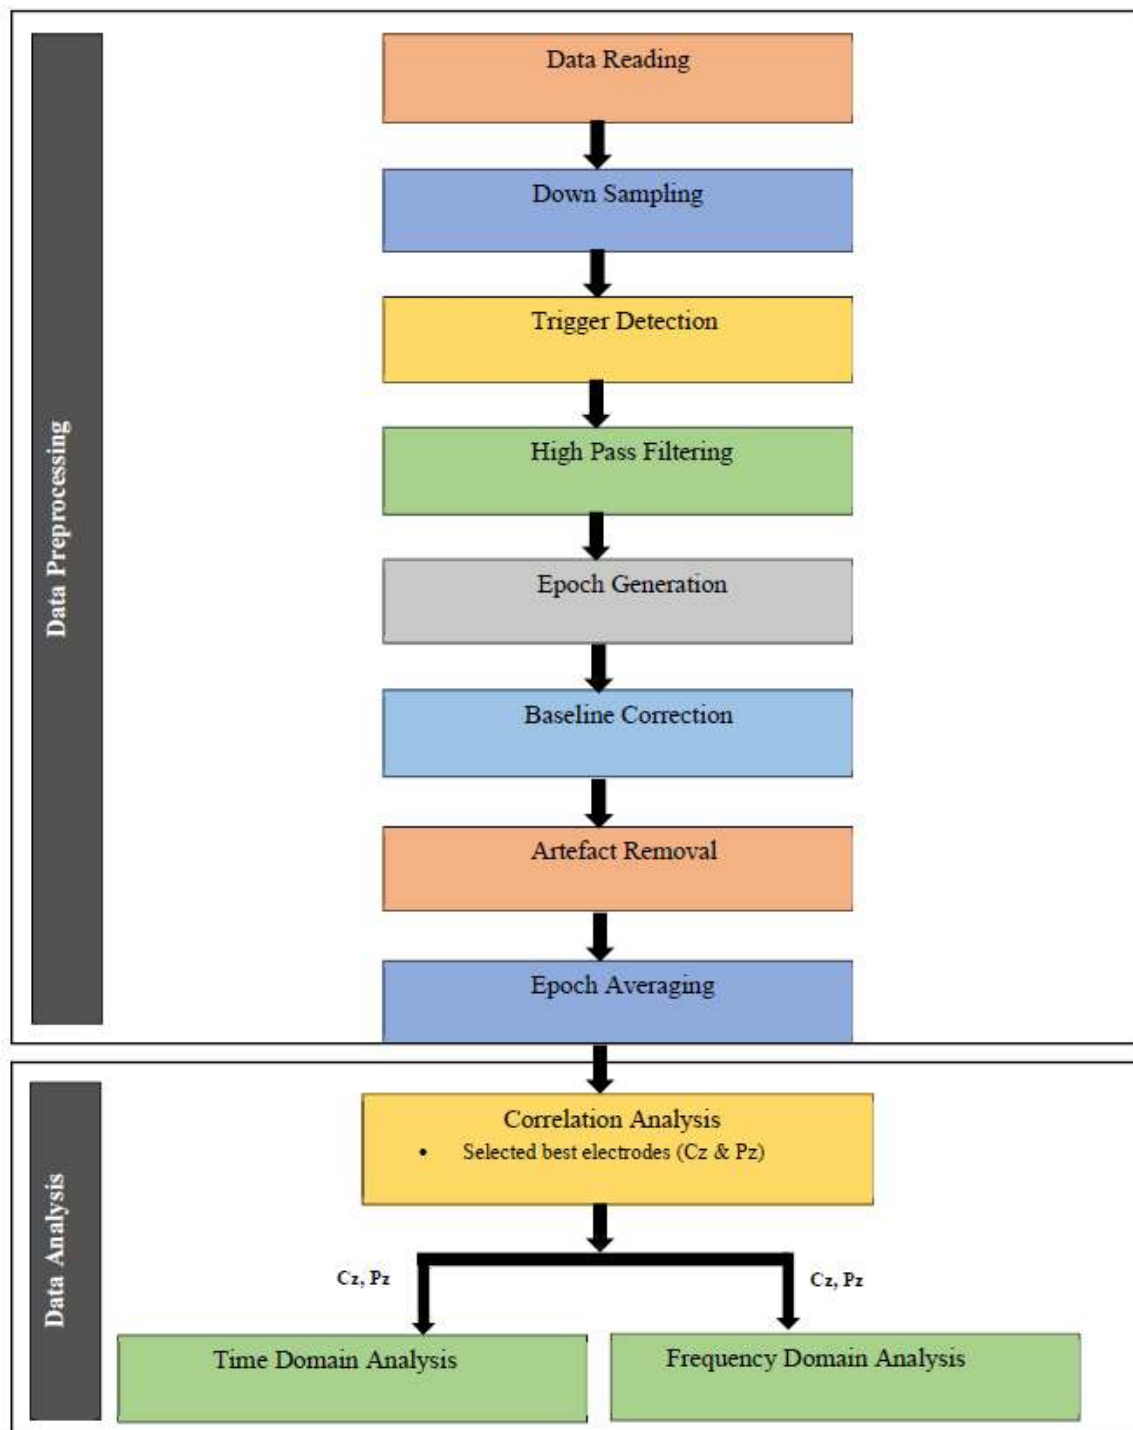 Data Preprocessing
Data Reading
Down Sampling
Trigger Detection
High Pass Filtering
Epoch Generation
Baseline Correction
Artefact Removal
Epoch Averaging
Data Analysis
Correlation Analysis
• Selected best electrodes (Cz & Pz)
Cz, Pz
Cz, Pz
Time Domain Analysis
Frequency Domain Analysis